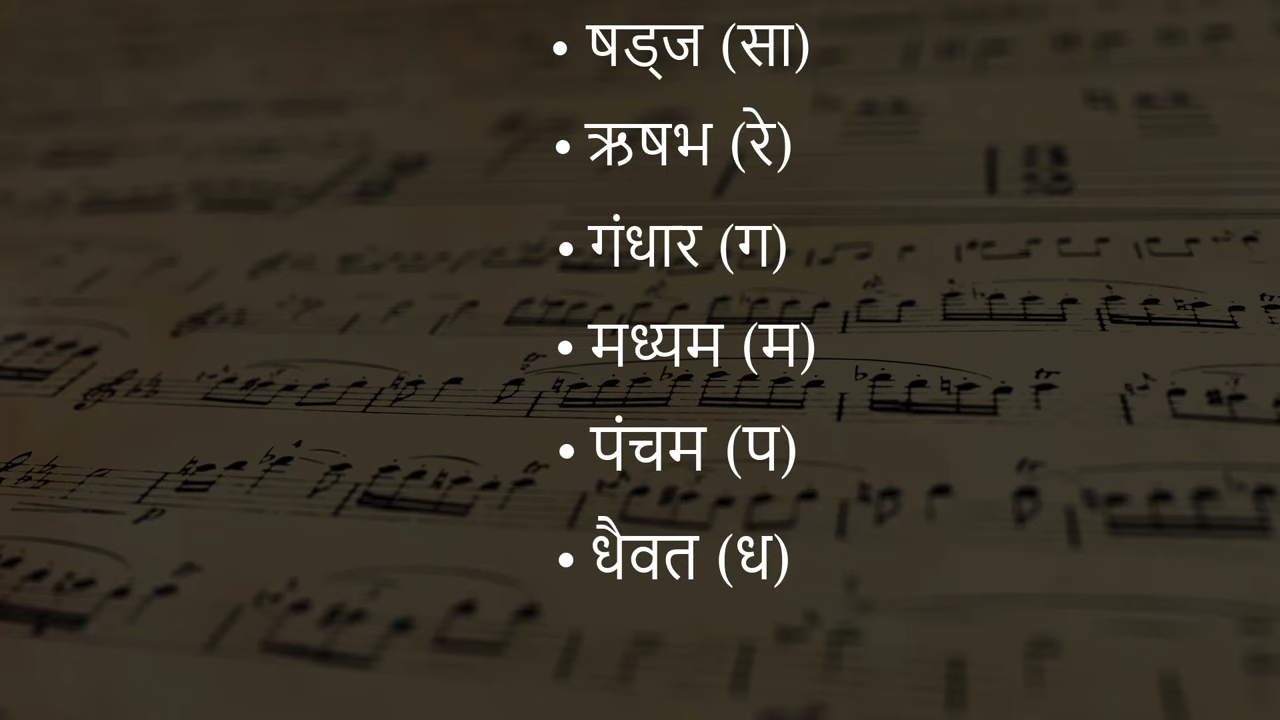 • षड्ज (सा)
• ऋषभ (रे)
• गंधार (ग)
• मध्यम (म)
• पंचम (प)
• धैवत (ध)